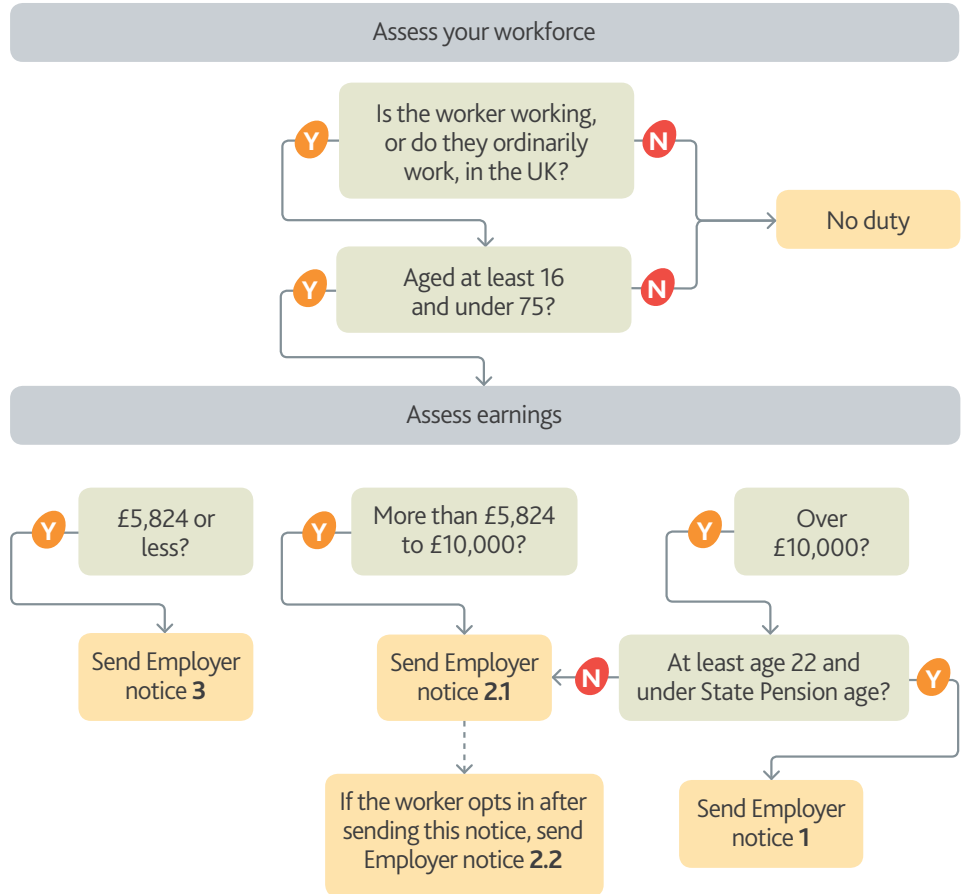 Assess your workforce
Is the worker working,
or do they ordinarily
work, in the UK?
Y
N
No duty
Aged at least 16
and under 75?
Y
N
Assess earnings
Y
£5,824 or
less?
Y
More than £5,824
to £10,000?
Y
Over
£10,000?
Send Employer
notice 3
Send Employer
notice 2.1
N
At least age 22 and
under State Pension age?
Y
If the worker opts in after
sending this notice, send
Employer notice 2.2
Send Employer
notice 1